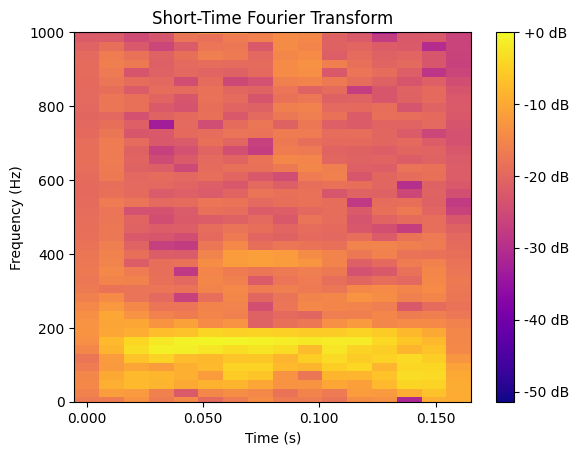 Short-Time Fourier Transform
1000
800
600
400
200
0
Frequency (Hz)
0.000
0.050
0.100
0.150
Time (s)
+0 dB
-10 dB
-20 dB
-30 dB
-40 dB
-50 dB